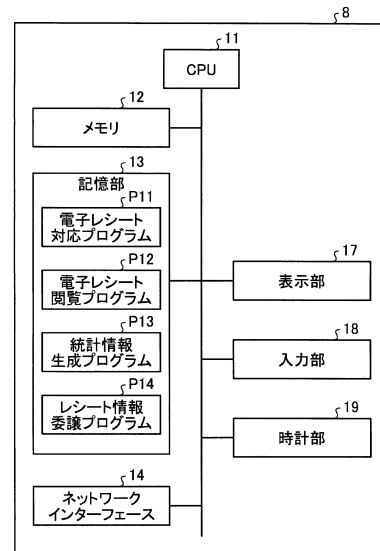 8
11
CPU
12
メモリ
13
記憶部
P11
電子レシート
対応プログラム
P12
電子レシート
閲覧プログラム
P13
統計情報
生成プログラム
P14
レシート情報
委譲プログラム
14
ネットワーク
インターフェース
17
表示部
18
入力部
19
時計部